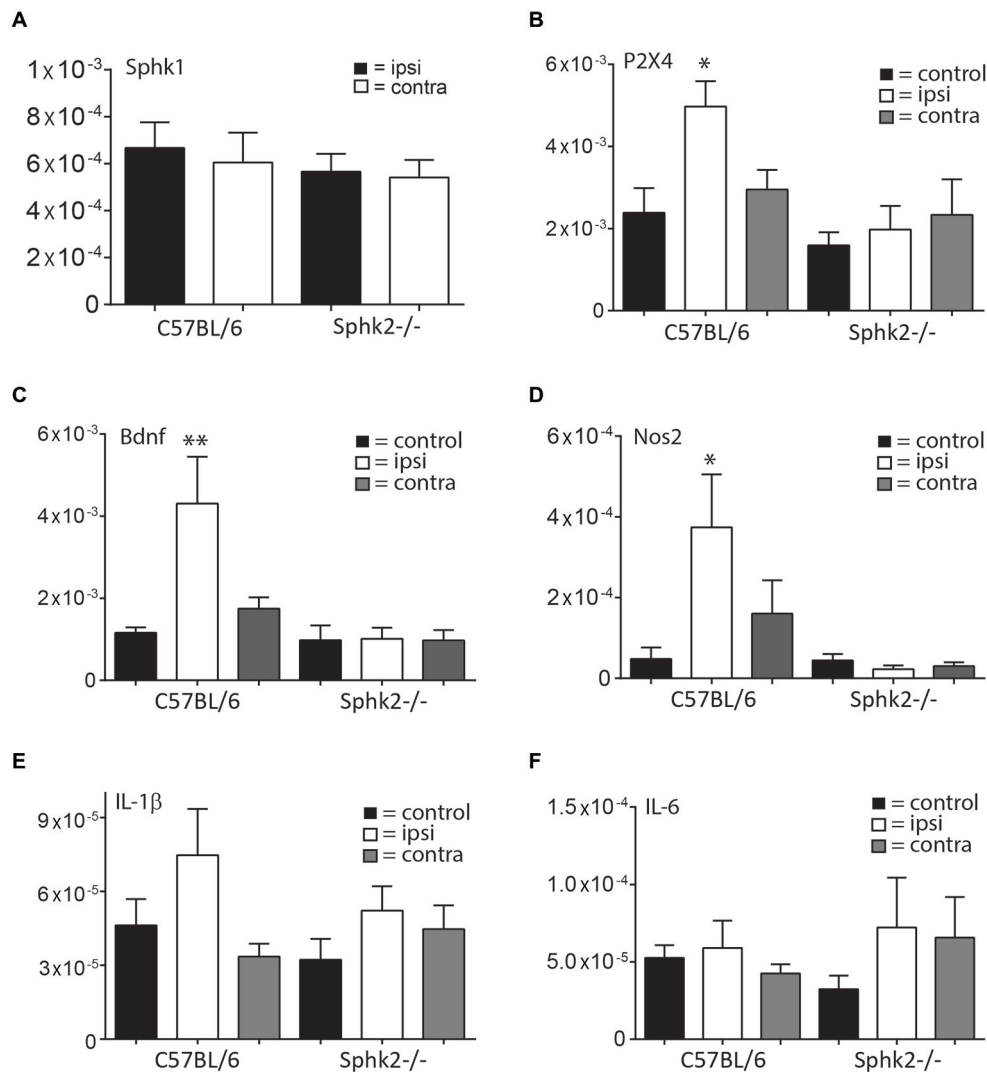 A
Sphk1
= ipsi
= contra
1x10⁻³
8x10⁻⁴
6x10⁻⁴
4x10⁻⁴
2x10⁻⁴
0
C57BL/6 Sphk2-/-
B
P2X4
*
= control
= ipsi
= contra
6x10⁻³
4x10⁻³
2x10⁻³
0
C57BL/6 Sphk2-/-
C
Bdnf
**
= control
= ipsi
= contra
6x10⁻³
4x10⁻³
2x10⁻³
0
C57BL/6 Sphk2-/-
D
Nos2
*
= control
= ipsi
= contra
6x10⁻⁴
4x10⁻⁴
2x10⁻⁴
0
C57BL/6 Sphk2-/-
E
IL-1β
= control
= ipsi
= contra
9x10⁻⁵
6x10⁻⁵
3x10⁻⁵
0
C57BL/6 Sphk2-/-
F
IL-6
= control
= ipsi
= contra
1.5x10⁻⁴
1.0x10⁻⁴
5.0x10⁻⁵
0
C57BL/6 Sphk2-/-